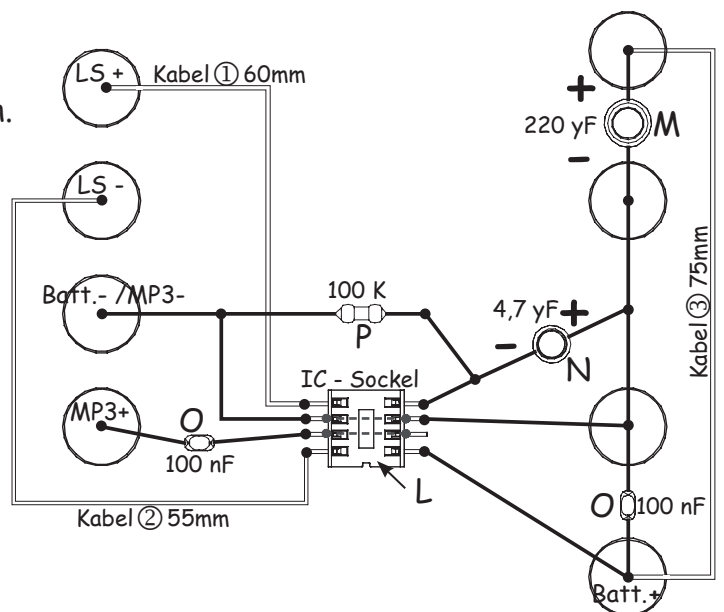 LS +
Kabel ① 60mm
n.
+
220 yF
M
-
LS -
Kabel ③ 75mm
Batt.- /MP3-
100 K
P
4,7 yF
+
-
N
IC - Sockel
MP3+
O
100 nF
L
O
100 nF
Kabel ② 55mm
Batt.+